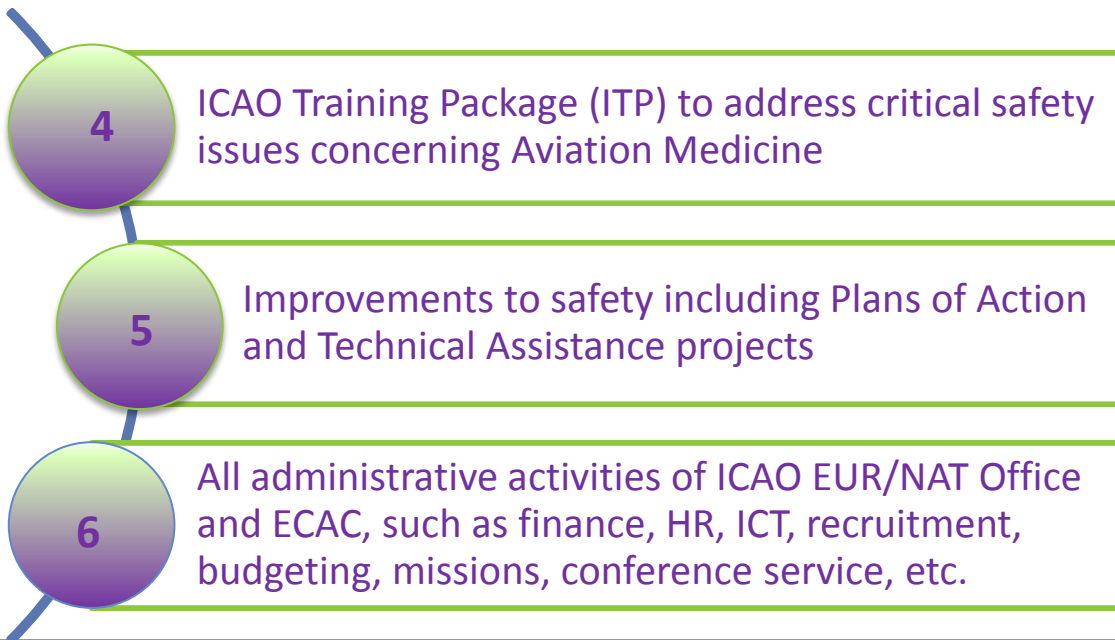 4
ICAO Training Package (ITP) to address critical safety
issues concerning Aviation Medicine
5
Improvements to safety including Plans of Action
and Technical Assistance projects
6
All administrative activities of ICAO EUR/NAT Office
and ECAC, such as finance, HR, ICT, recruitment,
budgeting, missions, conference service, etc.